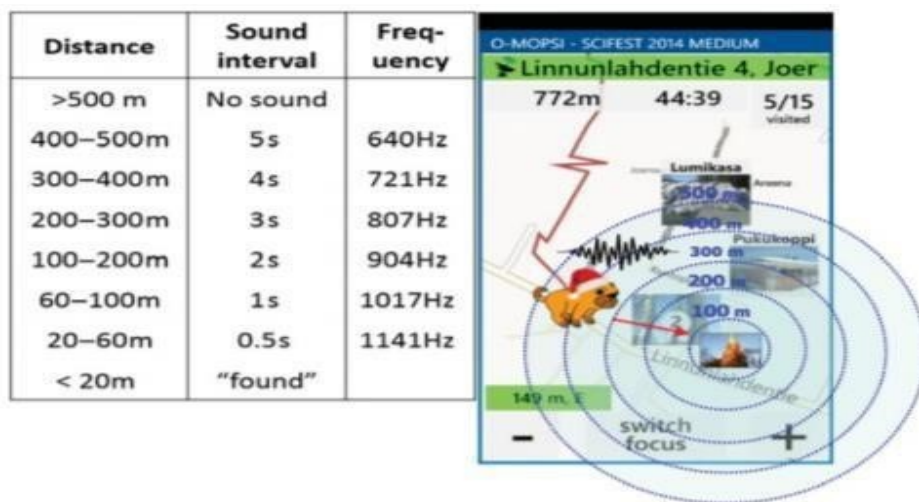 Distance Sound interval Freq-uency
>500 m No sound
400–500m 5s 640Hz
300–400m 4s 721Hz
200–300m 3s 807Hz
100–200m 2s 904Hz
60–100m 1s 1017Hz
20–60m 0.5s 1141Hz
< 20m “found”
O-MOPSI - SCIFEST 2014 MEDIUM
Linnunlahdentie 4, Joer
772m 44:39 5/15
visited
Lumikasa
Areena
500 m
400 m
Pukukoppi
300 m
200 m
100 m
?
Linnunlahdentie
149 m, E
switch
focus
- +